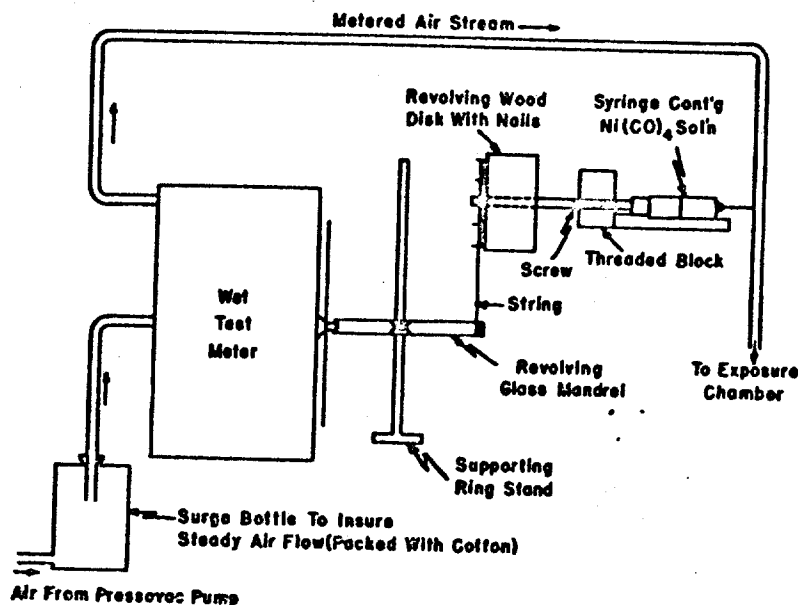 Metered Air Stream
Revolving Wood
Disk With Nails
Syringe Cont'g
Ni(CO)4 Sol'n
Screw
Threaded Block
String
Wet
Test
Meter
Revolving
Glass Mandrel
To Exposure
Chamber
Supporting
Ring Stand
Surge Bottle To Insure
Steady Air Flow(Packed With Cotton)
Air From Pressovac Pump